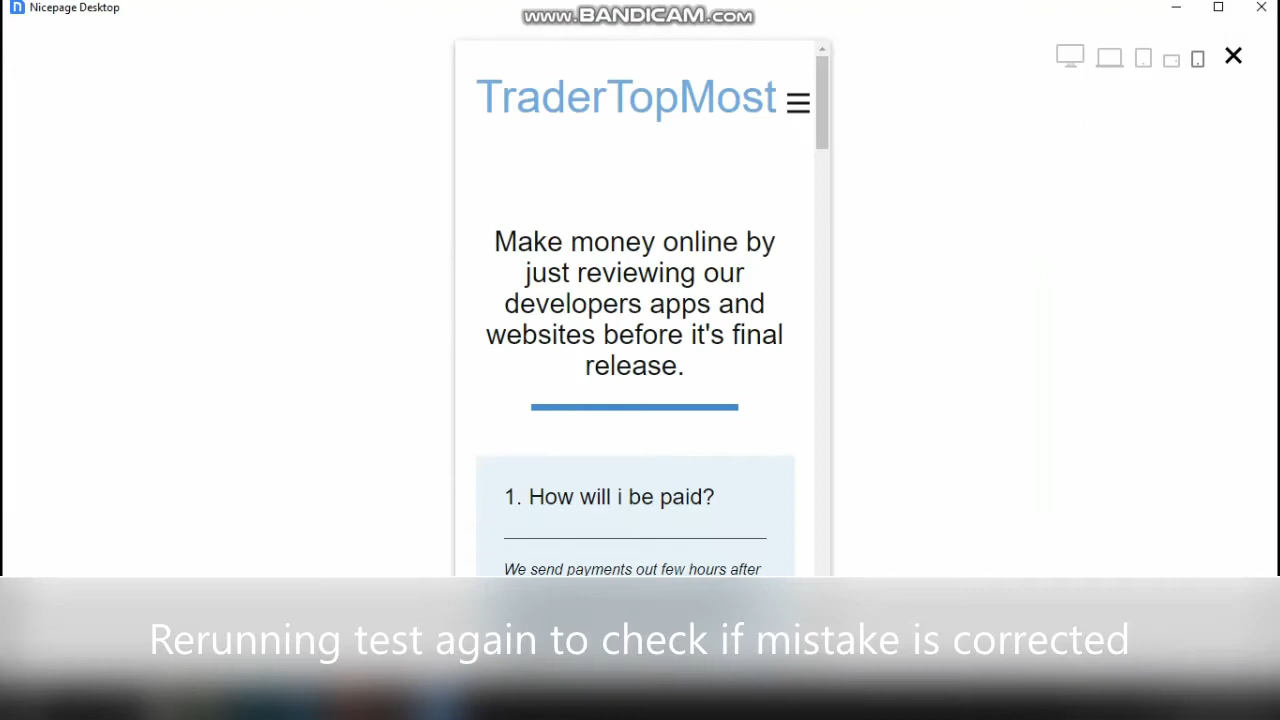 Nicepage Desktop
www.BANDICAM.com
TraderTopMost
Make money online by
just reviewing our
developers apps and
websites before it's final
release.
1. How will i be paid?
We send payments out few hours after
Rerunning test again to check if mistake is corrected